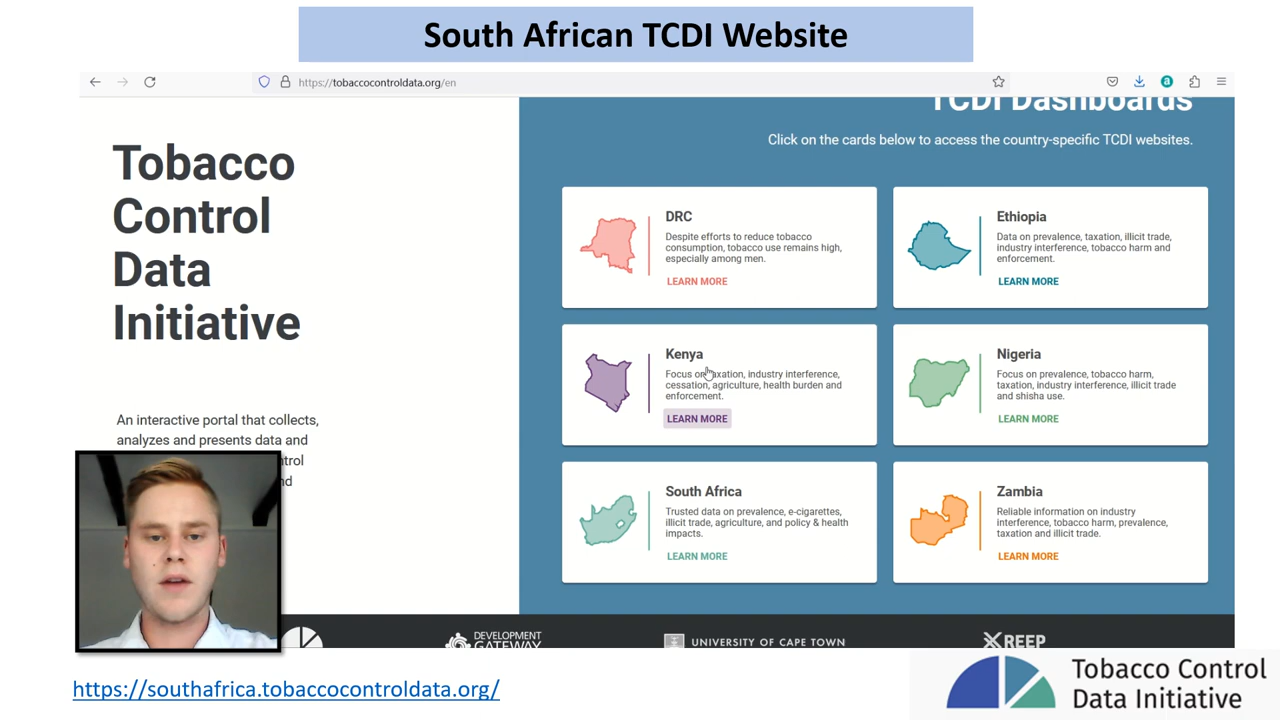 South African TCDI Website
https://tobaccocontroldata.org/en
Tobacco
Control
Data
Initiative
An interactive portal that collects,
analyzes and presents data and
TCDI Dashboards
Click on the cards below to access the country-specific TCDI websites.
DRC
Despite efforts to reduce tobacco
consumption, tobacco use remains high,
especially among men.
LEARN MORE
Ethiopia
Data on prevalence, taxation, illicit trade,
industry interference, tobacco harm and
enforcement.
LEARN MORE
Kenya
Focus on taxation, industry interference,
cessation, agriculture, health burden and
enforcement.
LEARN MORE
Nigeria
Focus on prevalence, tobacco harm,
taxation, industry interference, illicit trade
and shisha use.
LEARN MORE
South Africa
Trusted data on prevalence, e-cigarettes,
illicit trade, agriculture, and policy & health
impacts.
LEARN MORE
Zambia
Reliable information on industry
interference, tobacco harm, prevalence,
taxation and illicit trade.
LEARN MORE
DEVELOPMENT
GATEWAY
UNIVERSITY OF CAPE TOWN
REEP
https://southafrica.tobaccocontroldata.org/
Tobacco Control
Data Initiative